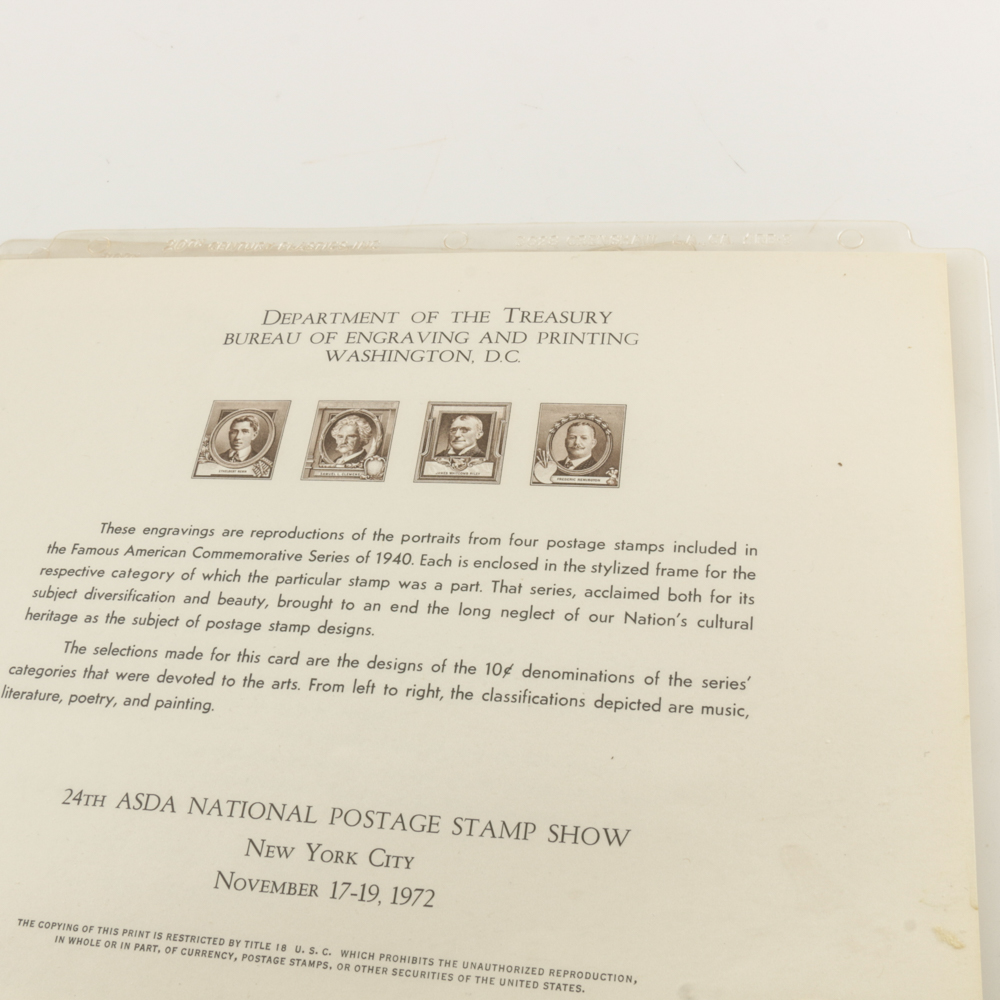 DEPARTMENT OF THE TREASURY
BUREAU OF ENGRAVING AND PRINTING
WASHINGTON, D.C.
SAMUEL L. CLEMENS
JAMES WHITCOMB RILEY
FREDERIC REMINGTON
These engravings are reproductions of the portraits from four postage stamps included in
the Famous American Commemorative Series of 1940. Each is enclosed in the stylized frame for the
respective category of which the particular stamp was a part. That series, acclaimed both for its
subject diversification and beauty, brought to an end the long neglect of our Nation's cultural
heritage as the subject of postage stamp designs.
The selections made for this card are the designs of the 10¢ denominations of the series'
categories that were devoted to the arts. From left to right, the classifications depicted are music,
literature, poetry, and painting.
24TH ASDA NATIONAL POSTAGE STAMP SHOW
NEW YORK CITY
NOVEMBER 17-19, 1972
THE COPYING OF THIS PRINT IS RESTRICTED BY TITLE 18 U. S. C. WHICH PROHIBITS THE UNAUTHORIZED REPRODUCTION,
IN WHOLE OR IN PART, OF CURRENCY, POSTAGE STAMPS, OR OTHER SECURITIES OF THE UNITED STATES.